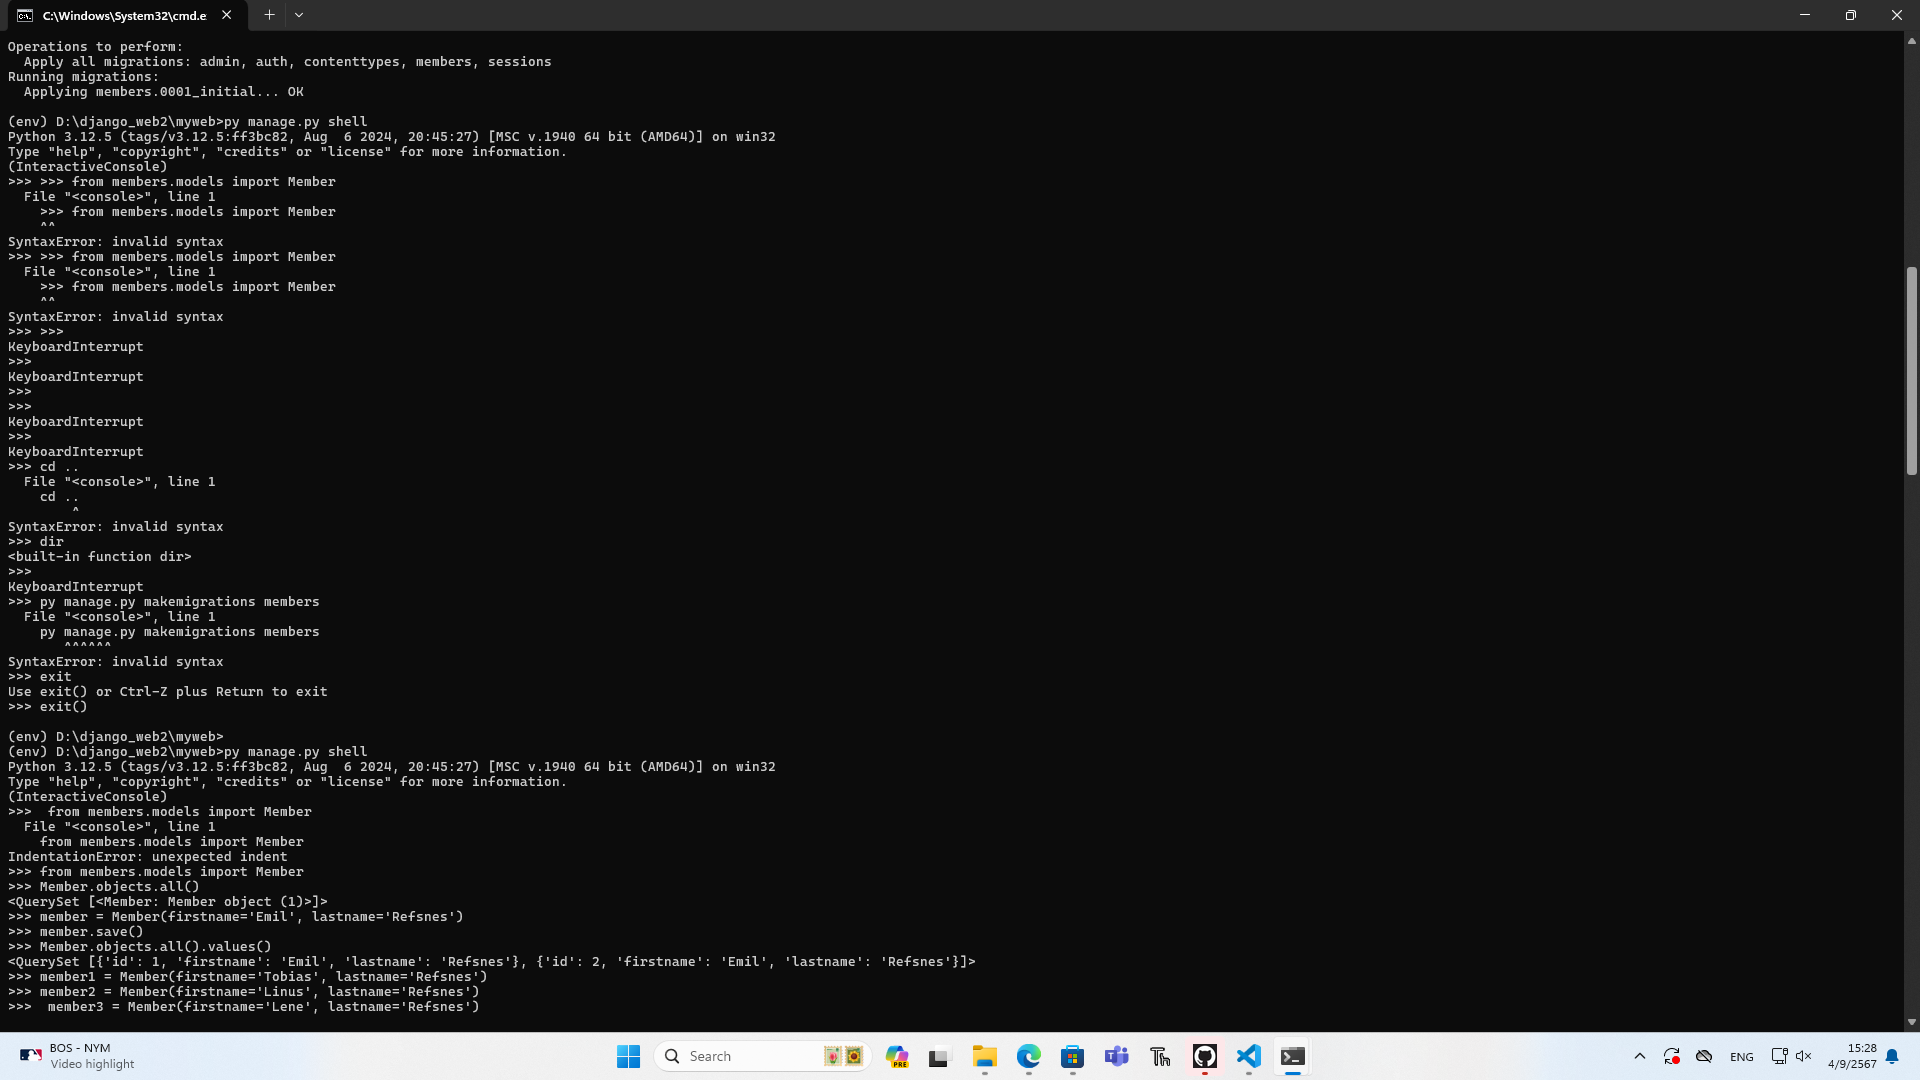 C:\Windows\System32\cmd.e
Operations to perform:
  Apply all migrations: admin, auth, contenttypes, members, sessions
Running migrations:
  Applying members.0001_initial... OK
(env) D:\django_web2\myweb>py manage.py shell
Python 3.12.5 (tags/v3.12.5:ff3bc82, Aug  6 2024, 20:45:27) [MSC v.1940 64 bit (AMD64)] on win32
Type "help", "copyright", "credits" or "license" for more information.
(InteractiveConsole)
>>> >>> from members.models import Member
  File "<console>", line 1
    >>> from members.models import Member
    ^^
SyntaxError: invalid syntax
>>> >>> from members.models import Member
  File "<console>", line 1
    >>> from members.models import Member
    ^^
SyntaxError: invalid syntax
>>> >>>
KeyboardInterrupt
>>>
KeyboardInterrupt
>>>
>>>
KeyboardInterrupt
>>>
KeyboardInterrupt
>>> cd ..
  File "<console>", line 1
    cd ..
        ^
SyntaxError: invalid syntax
>>> dir
<built-in function dir>
>>>
KeyboardInterrupt
>>> py manage.py makemigrations members
  File "<console>", line 1
    py manage.py makemigrations members
       ^^^^^^
SyntaxError: invalid syntax
>>> exit
Use exit() or Ctrl-Z plus Return to exit
>>> exit()
(env) D:\django_web2\myweb>
(env) D:\django_web2\myweb>py manage.py shell
Python 3.12.5 (tags/v3.12.5:ff3bc82, Aug  6 2024, 20:45:27) [MSC v.1940 64 bit (AMD64)] on win32
Type "help", "copyright", "credits" or "license" for more information.
(InteractiveConsole)
>>>  from members.models import Member
  File "<console>", line 1
    from members.models import Member
IndentationError: unexpected indent
>>> from members.models import Member
>>> Member.objects.all()
<QuerySet [<Member: Member object (1)>]>
>>> member = Member(firstname='Emil', lastname='Refsnes')
>>> member.save()
>>> Member.objects.all().values()
<QuerySet [{'id': 1, 'firstname': 'Emil', 'lastname': 'Refsnes'}, {'id': 2, 'firstname': 'Emil', 'lastname': 'Refsnes'}]>
>>> member1 = Member(firstname='Tobias', lastname='Refsnes')
>>> member2 = Member(firstname='Linus', lastname='Refsnes')
>>>  member3 = Member(firstname='Lene', lastname='Refsnes')
BOS - NYM
Video highlight
Search
PRE
ENG
15:28
4/9/2567